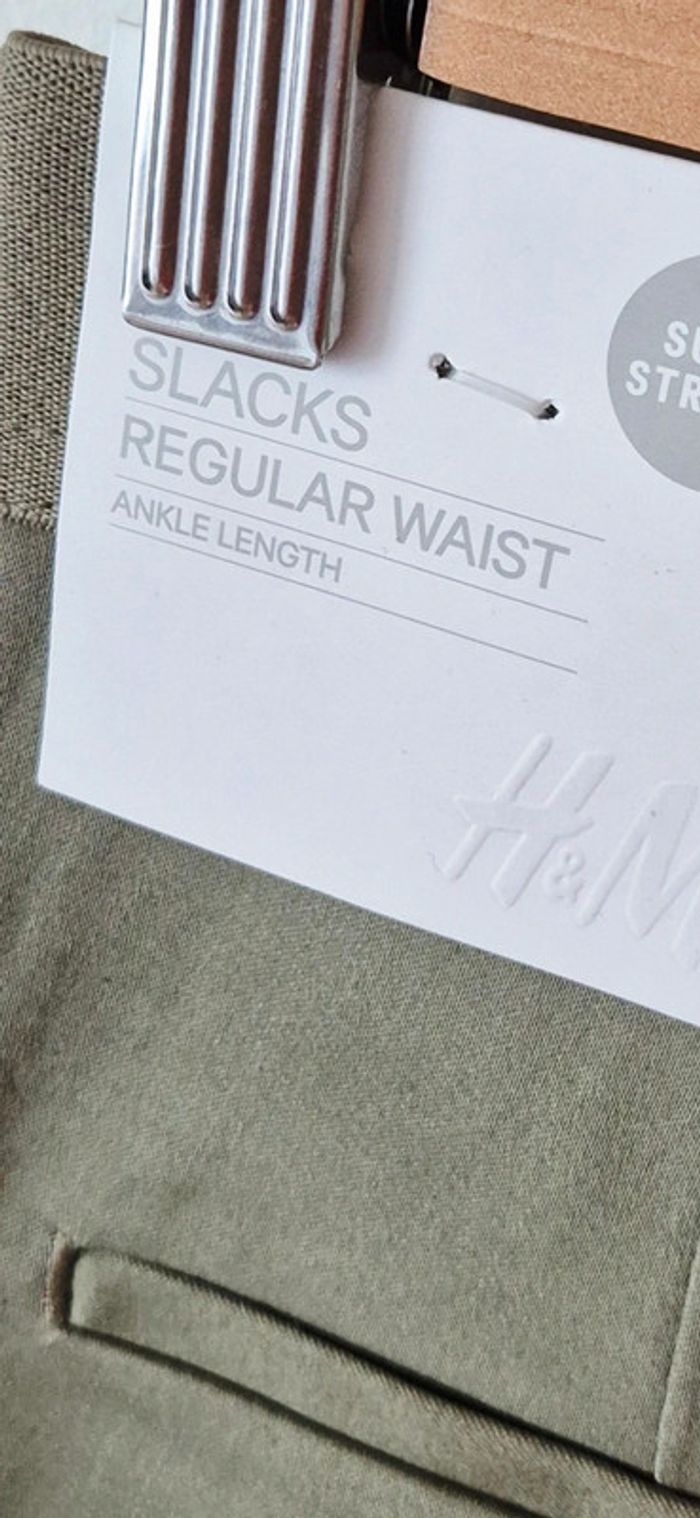 SLACKS
REGULAR WAIST
ANKLE LENGTH
H&M